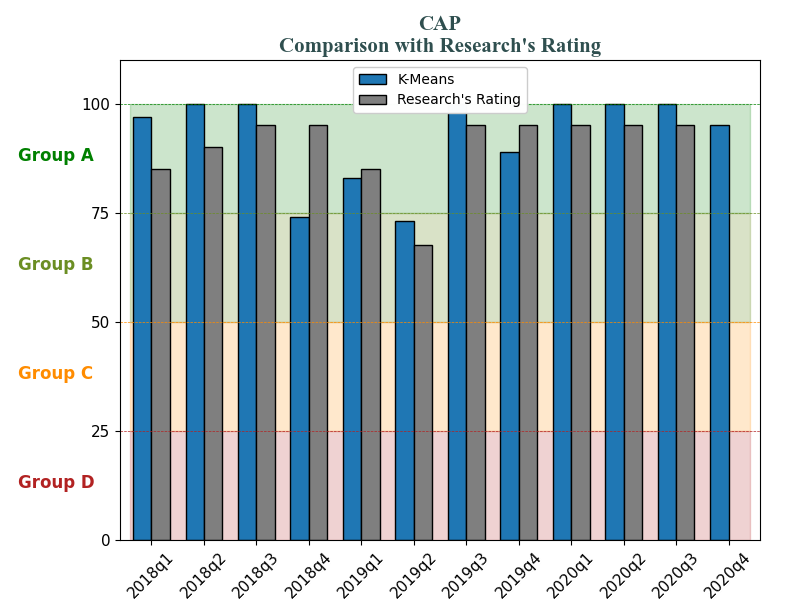 CAP
Comparison with Research's Rating
K-Means
Research's Rating
100
75
50
25
0
Group A
Group B
Group C
Group D
2018q1
2018q2
2018q3
2018q4
2019q1
2019q2
2019q3
2019q4
2020q1
2020q2
2020q3
2020q4